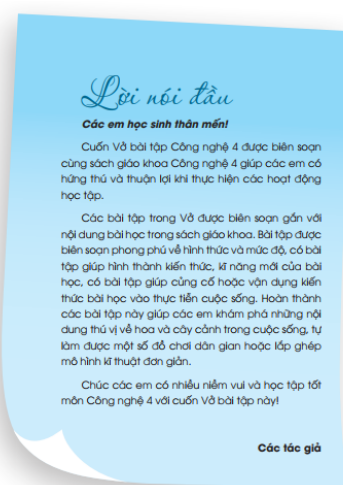 Lời nói đầu
Các em học sinh thân mến!
Cuốn Vở bài tập Công nghệ 4 được biên soạn
cùng sách giáo khoa Công nghệ 4 giúp các em có
hứng thú và thuận lợi khi thực hiện các hoạt động
học tập.
Các bài tập trong Vở được biên soạn gắn với
nội dung bài học trong sách giáo khoa. Bài tập được
biên soạn phong phú về hình thức và mức độ, có bài
tập giúp hình thành kiến thức, kĩ năng mới của bài
học, có bài tập giúp củng cố hoặc vận dụng kiến
thức bài học vào thực tiễn cuộc sống. Hoàn thành
các bài tập này giúp các em khám phá những nội
dung thú vị về hoa và cây cảnh trong cuộc sống, tự
làm được một số đồ chơi dân gian hoặc lắp ghép
mô hình kĩ thuật đơn giản.
Chúc các em có nhiều niềm vui và học tập tốt
môn Công nghệ 4 với cuốn Vở bài tập này!
Các tác giả